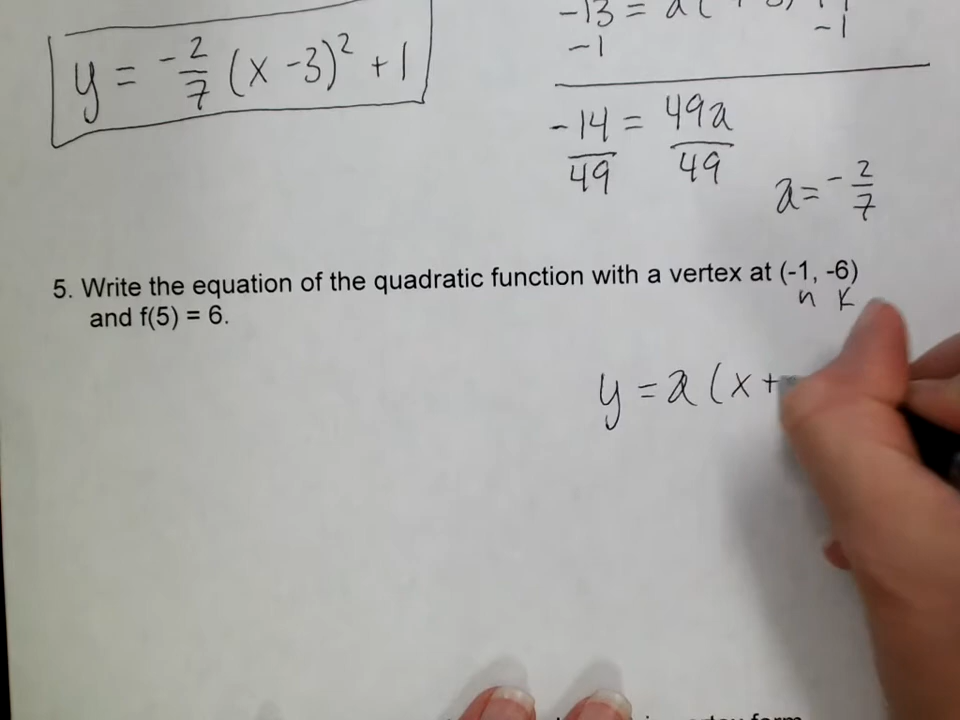 -13 = a(
-1 -1
y = -2/7 (x -3)² + 1
-14 = 49a
49 49
a = -2/7
5. Write the equation of the quadratic function with a vertex at (-1, -6)
h k
and f(5) = 6.
y = a (x +